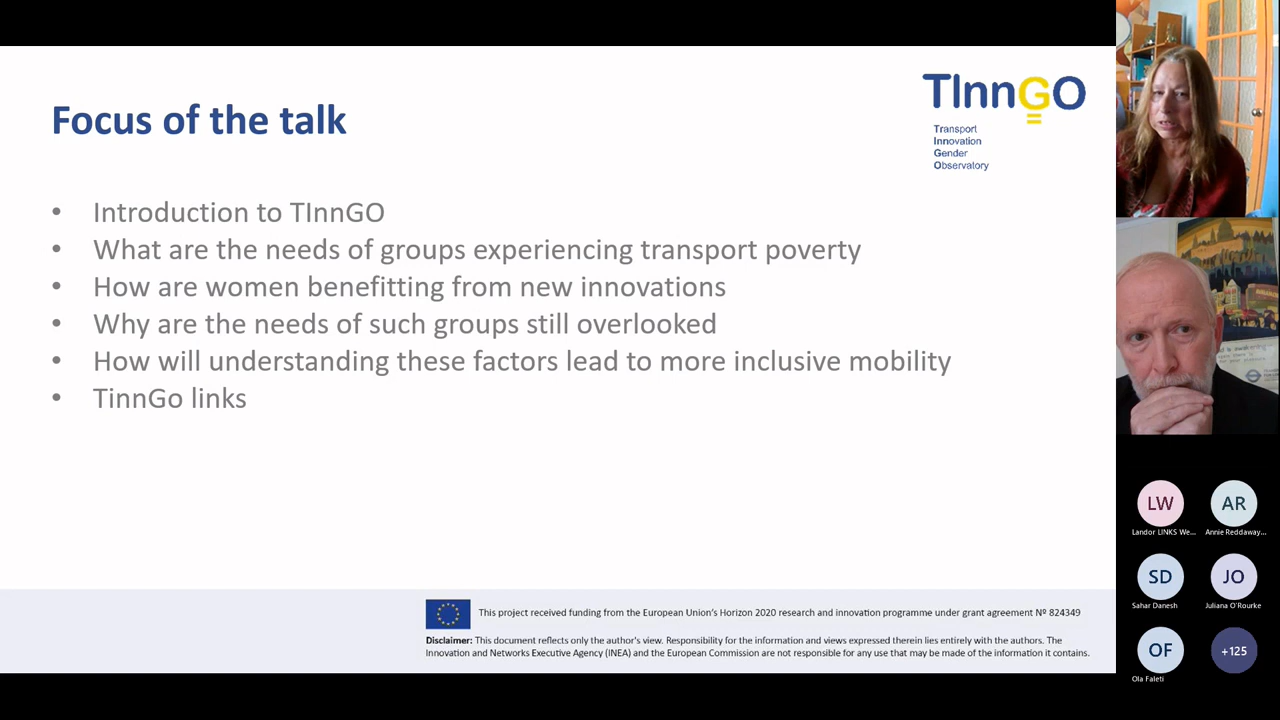 Focus of the talk
TInnGO
Transport
Innovation
Gender
Observatory
• Introduction to TInnGO
• What are the needs of groups experiencing transport poverty
• How are women benefitting from new innovations
• Why are the needs of such groups still overlooked
• How will understanding these factors lead to more inclusive mobility
• TinnGo links
This project received funding from the European Union's Horizon 2020 research and innovation programme under grant agreement Nº 824349
Disclaimer: This document reflects only the author's view. Responsibility for the information and views expressed therein lies entirely with the authors. The
Innovation and Networks Executive Agency (INEA) and the European Commission are not responsible for any use that may be made of the information it contains.
LW
AR
Landor LINKS We...
Annie Reddaway...
SD
JO
Sahar Danesh
Juliana O'Rourke
OF
+125
Ola Faleti